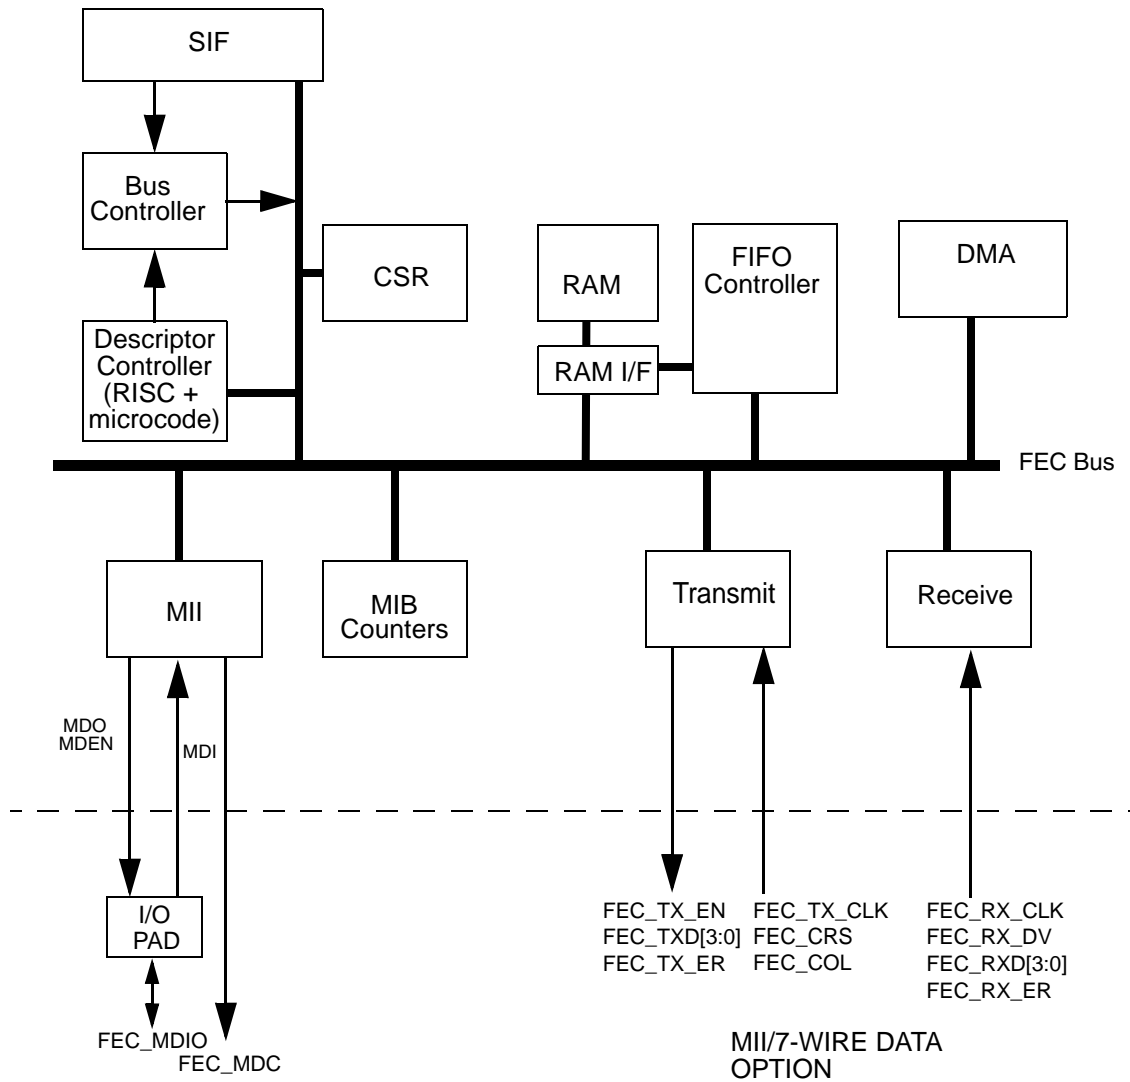 SIF
Bus
Controller
CSR
RAM
FIFO
Controller
DMA
Descriptor
Controller
(RISC +
microcode)
RAM I/F
FEC Bus
MII
MIB
Counters
Transmit
Receive
MDO
MDEN
MDI
I/O
PAD
FEC_TX_EN
FEC_TXD[3:0]
FEC_TX_ER
FEC_TX_CLK
FEC_CRS
FEC_COL
FEC_RX_CLK
FEC_RX_DV
FEC_RXD[3:0]
FEC_RX_ER
FEC_MDIO
FEC_MDC
MII/7-WIRE DATA
OPTION